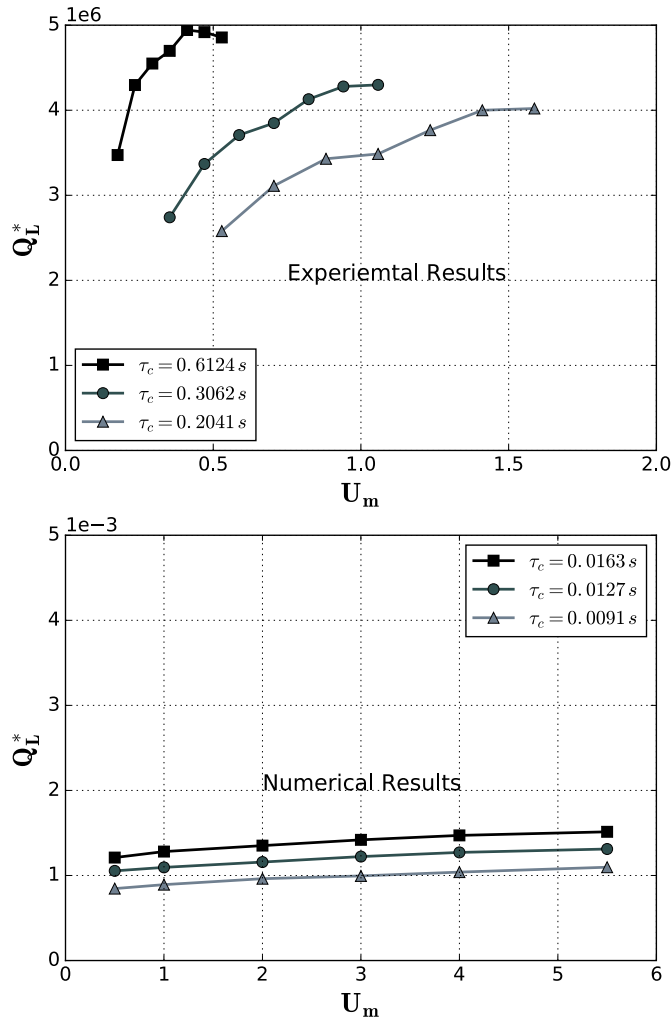 1e6
5
4
3
2
1
0
Q*L
Experiemtal Results
τc = 0.6124 s
τc = 0.3062 s
τc = 0.2041 s
0.0 0.5 1.0 1.5 2.0
Um
1e−3
5
4
3
2
1
0
Q*L
τc = 0.0163 s
τc = 0.0127 s
τc = 0.0091 s
Numerical Results
0 1 2 3 4 5 6
Um